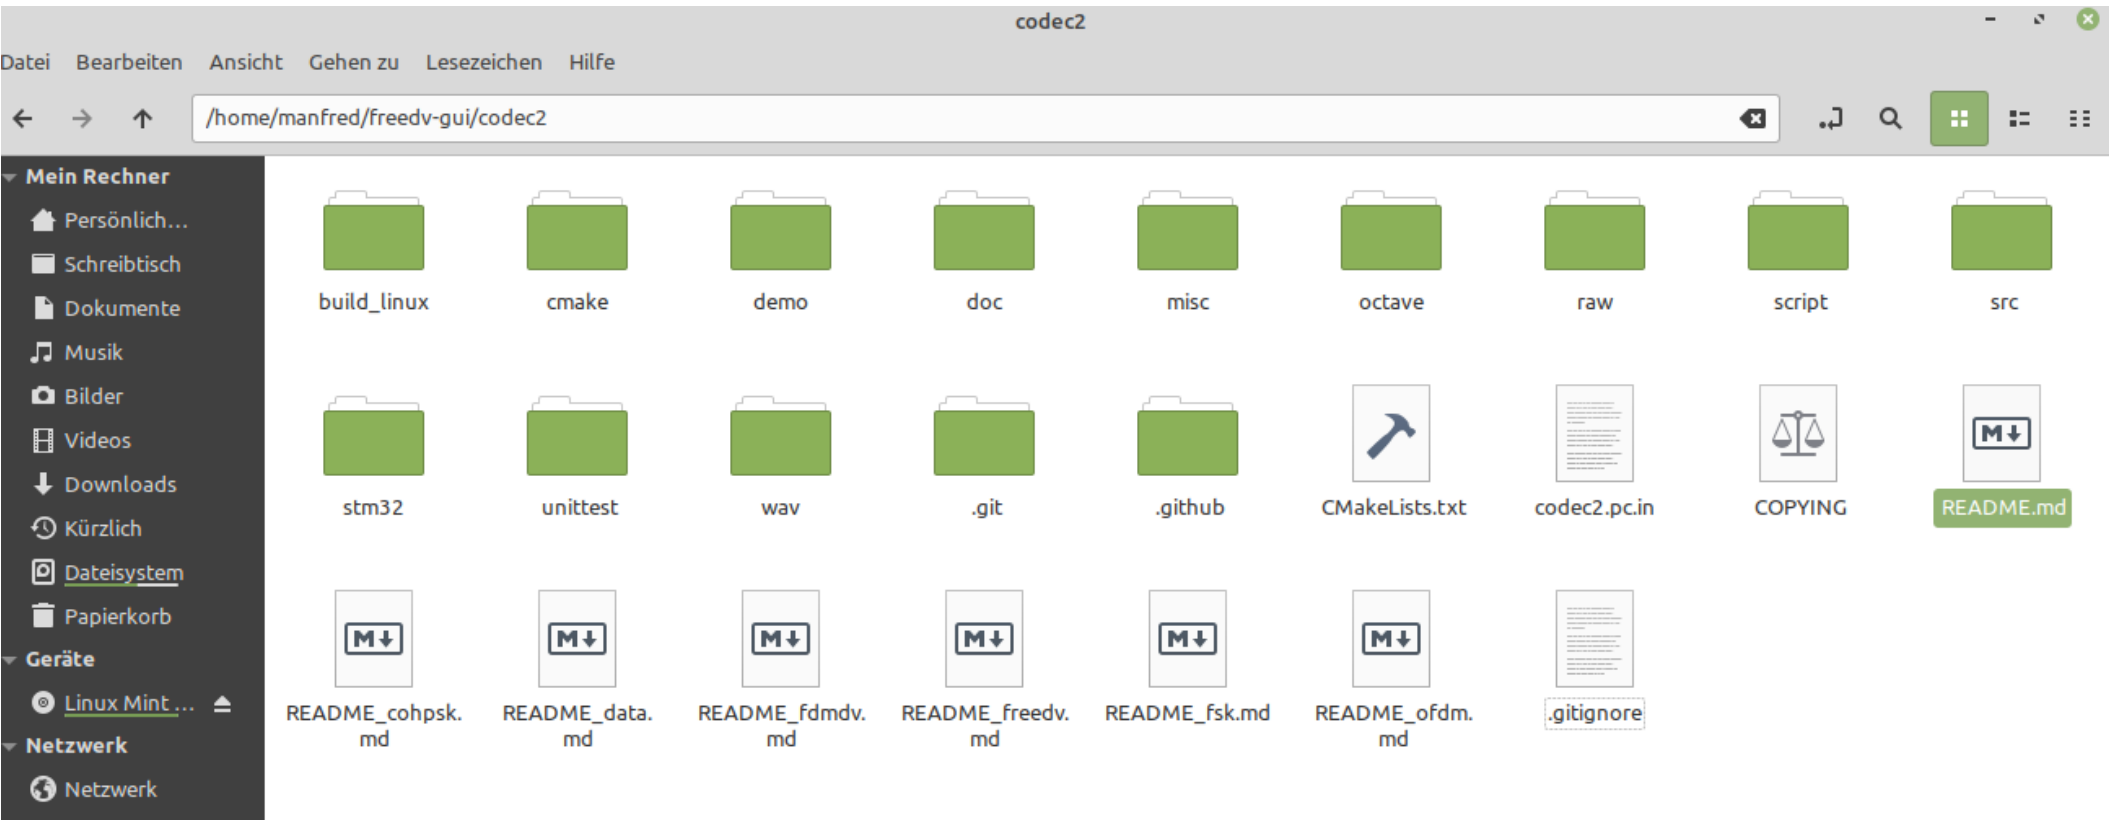 codec2
Datei Bearbeiten Ansicht Gehen zu Lesezeichen Hilfe
/home/manfred/freedv-gui/codec2
Mein Rechner
Persönlich...
Schreibtisch
Dokumente
Musik
Bilder
Videos
Downloads
Kürzlich
Dateisystem
Papierkorb
Geräte
Linux Mint ...
Netzwerk
Netzwerk
build_linux cmake demo doc misc octave raw script src
stm32 unittest wav .git .github CMakeLists.txt codec2.pc.in COPYING README.md
README_cohpsk.md README_data.md README_fdmdv.md README_freedv.md README_fsk.md README_ofdm.md .gitignore